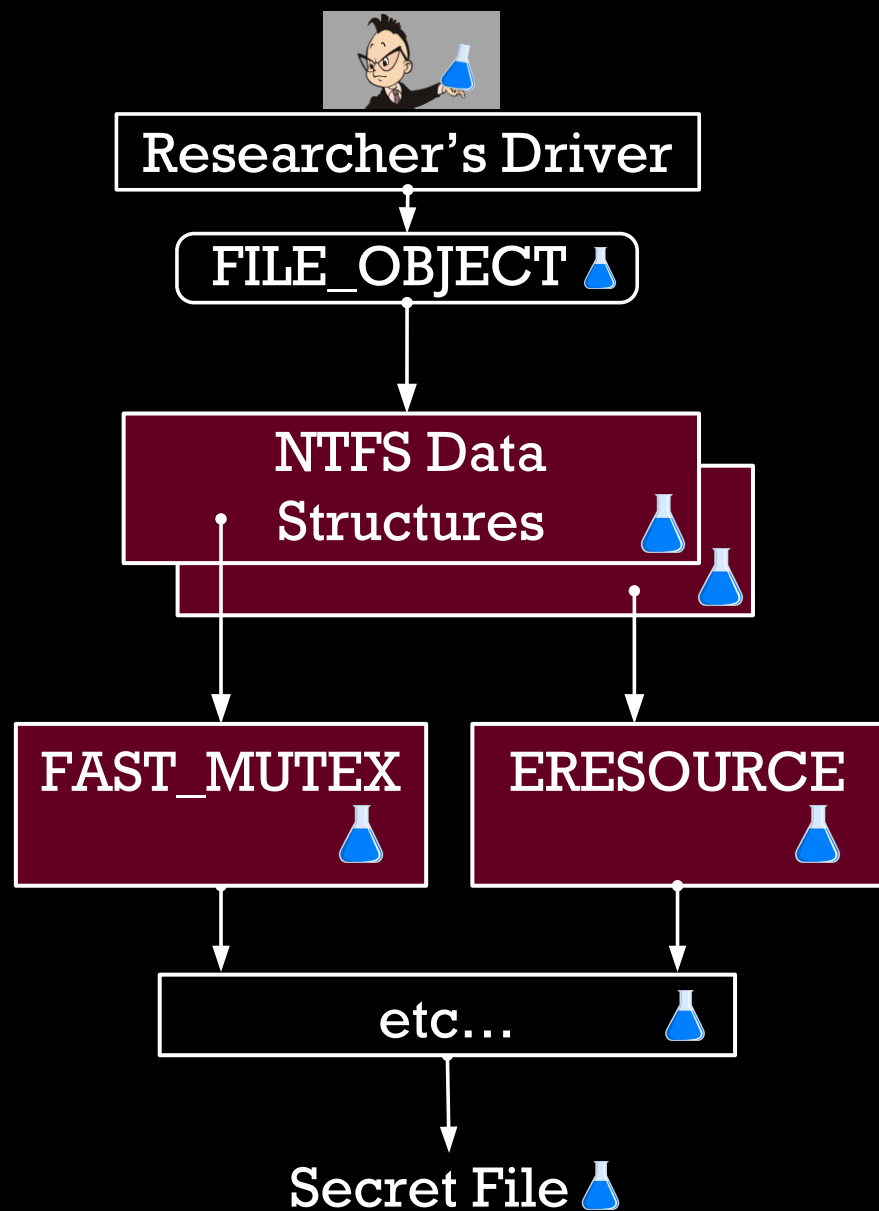 Researcher’s Driver
FILE_OBJECT
NTFS Data
Structures
FAST_MUTEX
ERESOURCE
etc…
Secret File